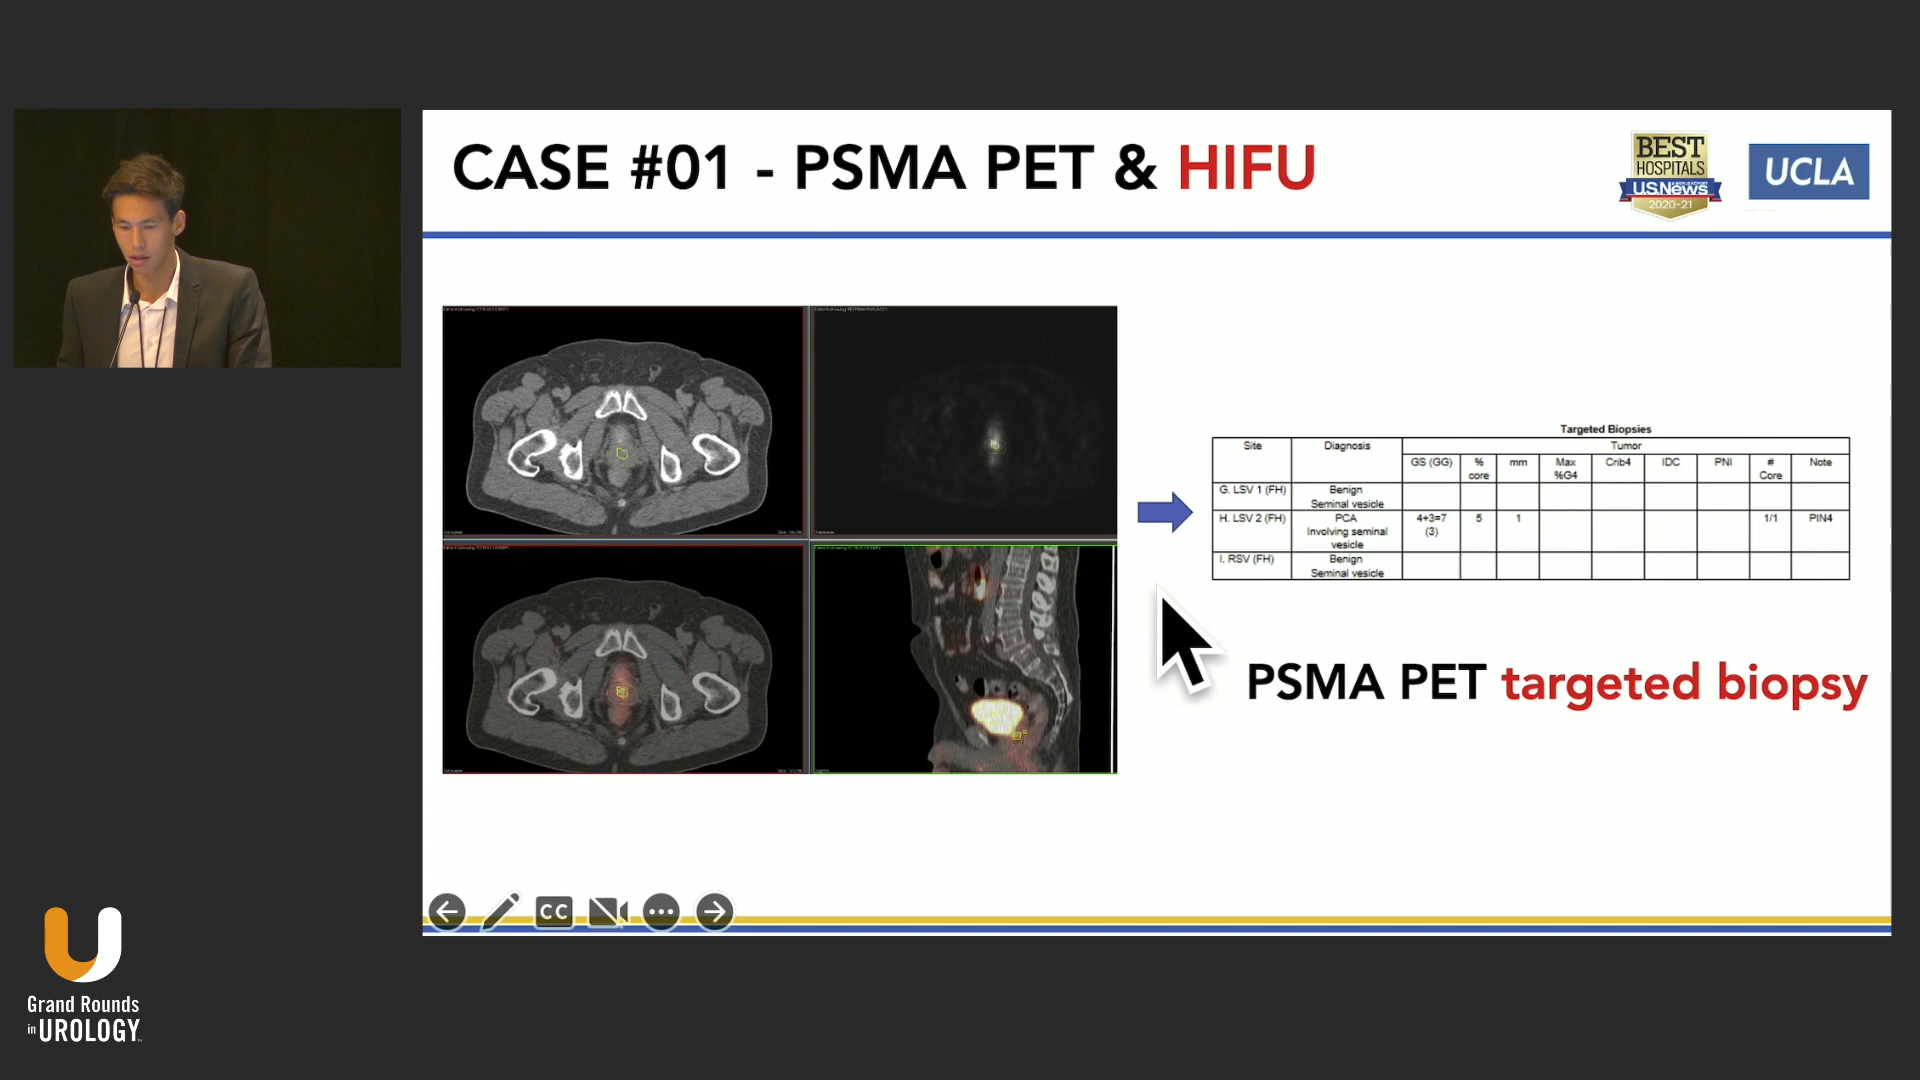 CASE #01 - PSMA PET & HIFU
BEST
HOSPITALS
U.S.News
2020-21
UCLA
Targeted Biopsies
Site Diagnosis Tumor
GS (GG) % core mm Max %G4 Crib4 IDC PNI # Core Note
G. LSV 1 (FH) Benign Seminal vesicle
H. LSV 2 (FH) PCA Involving seminal vesicle 4+3=7 (3) 5 1 1/1 PIN4
I. RSV (FH) Benign Seminal vesicle
PSMA PET targeted biopsy
CC
Grand Rounds
in UROLOGY